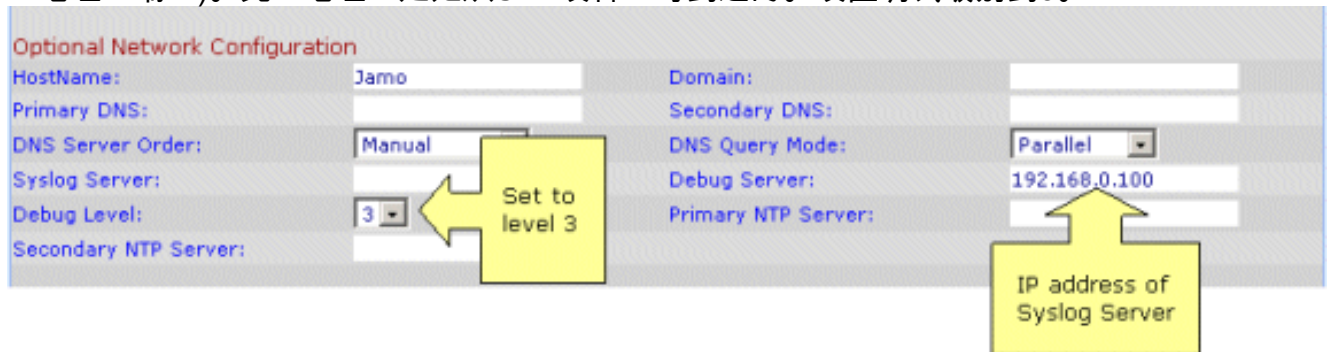 Optional Network Configuration
HostName: Jamo Domain:
Primary DNS: Secondary DNS:
DNS Server Order: Manual DNS Query Mode: Parallel
Syslog Server: Debug Server: 192.168.0.100
Debug Level: 3 Primary NTP Server:
Secondary NTP Server:
Set to
level 3
IP address of
Syslog Server